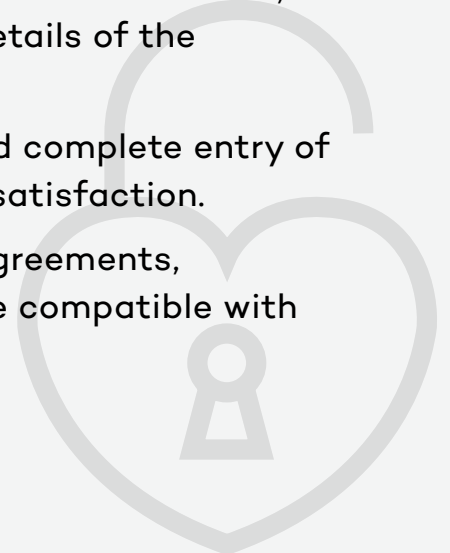 etails of the
d complete entry of
satisfaction.
greements,
e compatible with